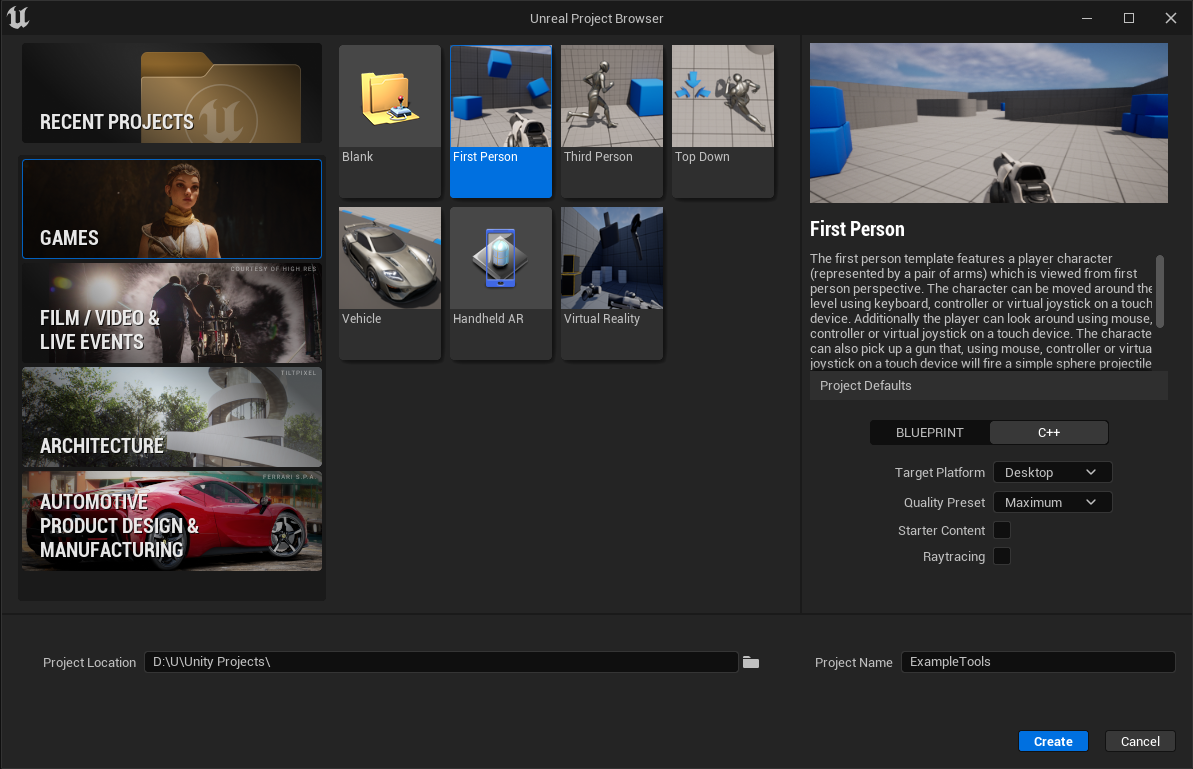 Unreal Project Browser
RECENT PROJECTS
GAMES
COURTESY OF HIGH RES
FILM / VIDEO &
LIVE EVENTS
TILTPIXEL
ARCHITECTURE
FERRARI S.P.A
AUTOMOTIVE
PRODUCT DESIGN &
MANUFACTURING
Blank
First Person
Third Person
Top Down
Vehicle
Handheld AR
Virtual Reality
First Person
The first person template features a player character
(represented by a pair of arms) which is viewed from first
person perspective. The character can be moved around the
level using keyboard, controller or virtual joystick on a touch
device. Additionally the player can look around using mouse,
controller or virtual joystick on a touch device. The characte
can also pick up a gun that, using mouse, controller or virtua
joystick on a touch device will fire a simple sphere projectile
Project Defaults
BLUEPRINT
C++
Target Platform
Desktop
Quality Preset
Maximum
Starter Content
Raytracing
Project Location
D:\U\Unity Projects\
Project Name
ExampleTools
Create
Cancel